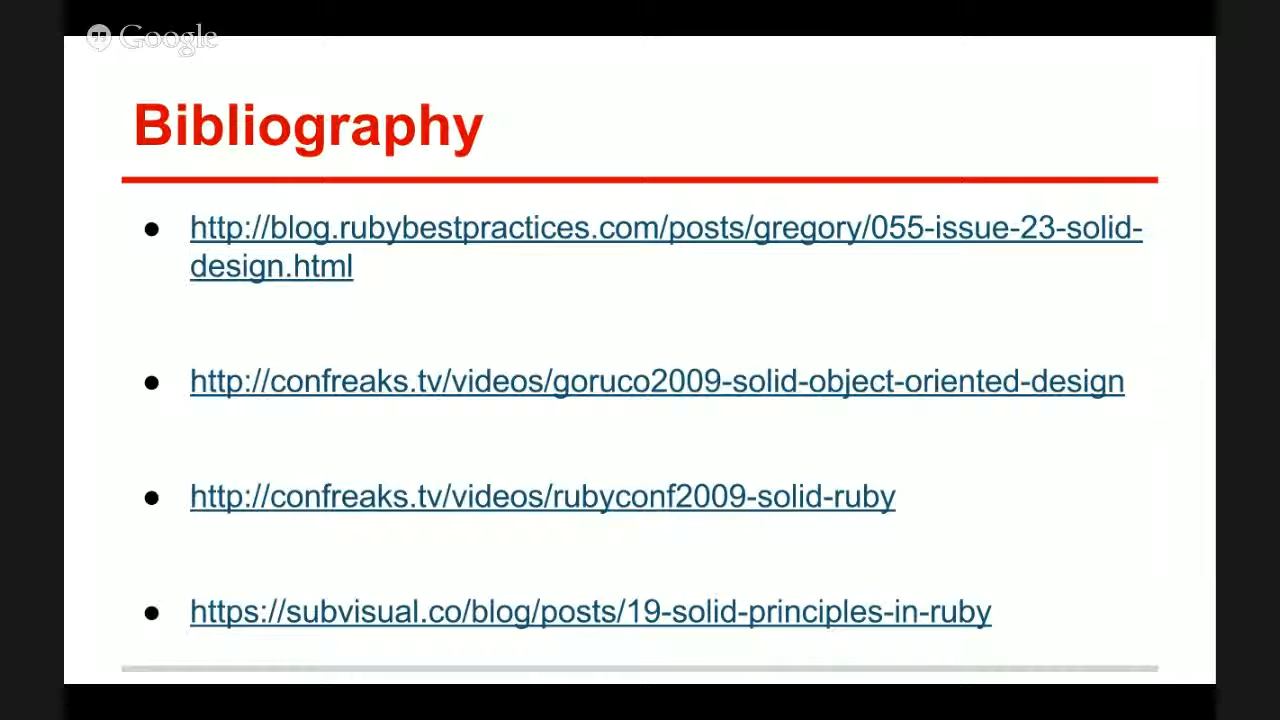 Google
Bibliography
● http://blog.rubybestpractices.com/posts/gregory/055-issue-23-solid-
design.html
● http://confreaks.tv/videos/goruco2009-solid-object-oriented-design
● http://confreaks.tv/videos/rubyconf2009-solid-ruby
● https://subvisual.co/blog/posts/19-solid-principles-in-ruby